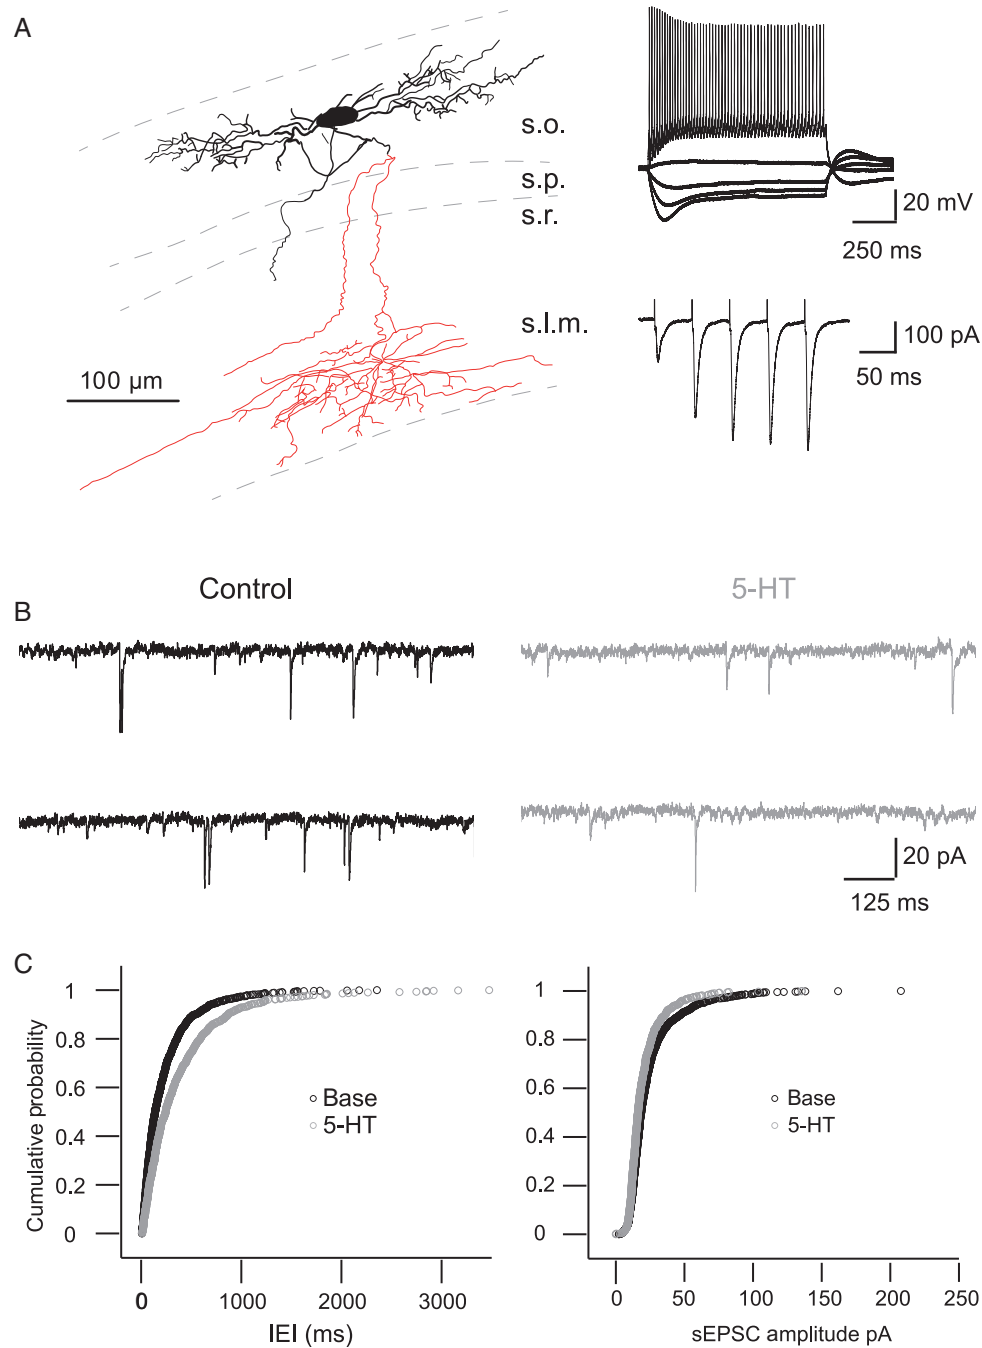 A
s.o.
s.p.
s.r.
s.l.m.
100 µm
20 mV
250 ms
100 pA
50 ms
Control
5-HT
B
20 pA
125 ms
C
Cumulative probability
1
0.8
0.6
0.4
0.2
0
0
1000
2000
3000
IEI (ms)
Base
5-HT
1
0.8
0.6
0.4
0.2
0
0
50
100
150
200
250
sEPSC amplitude pA
Base
5-HT